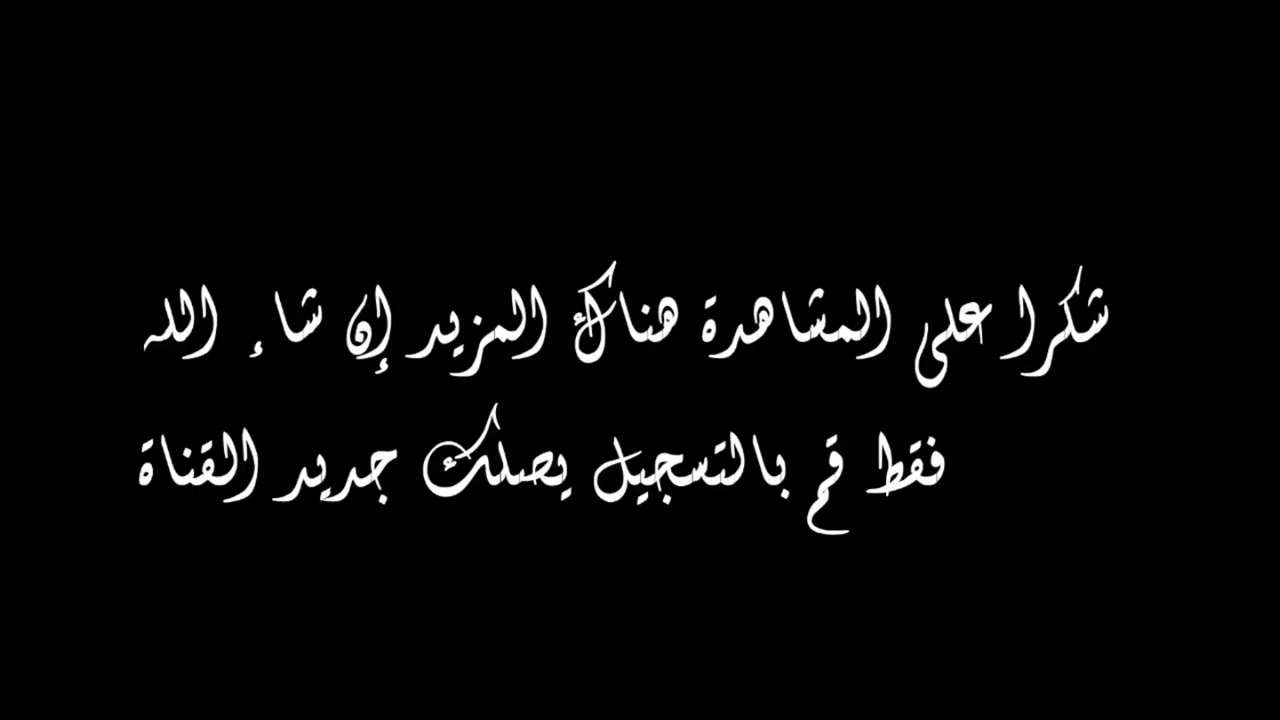 شكرا على المشاهدة هناك المزيد إن شاء الله
فقط قم بالتسجيل يصلك جديد القناة